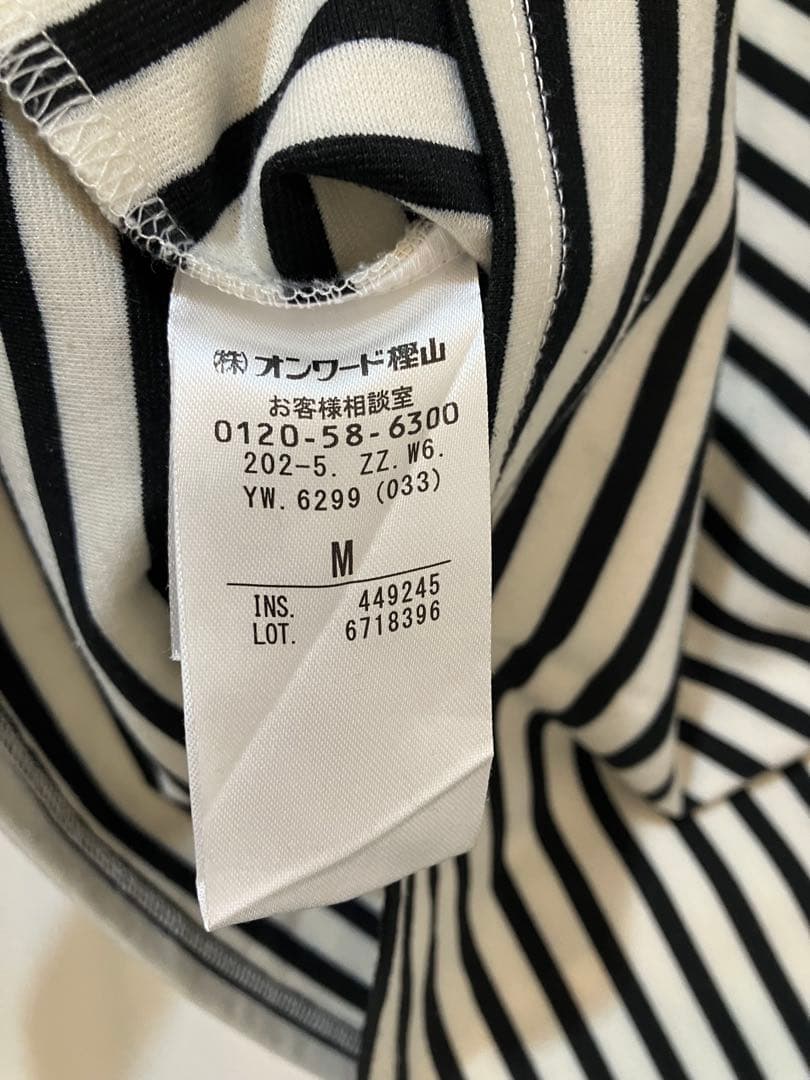 ㈱オンワード樫山
お客様相談室
0120-58-6300
202-5. ZZ. W6.
YW. 6299 (033)
M
INS. 449245
LOT. 6718396